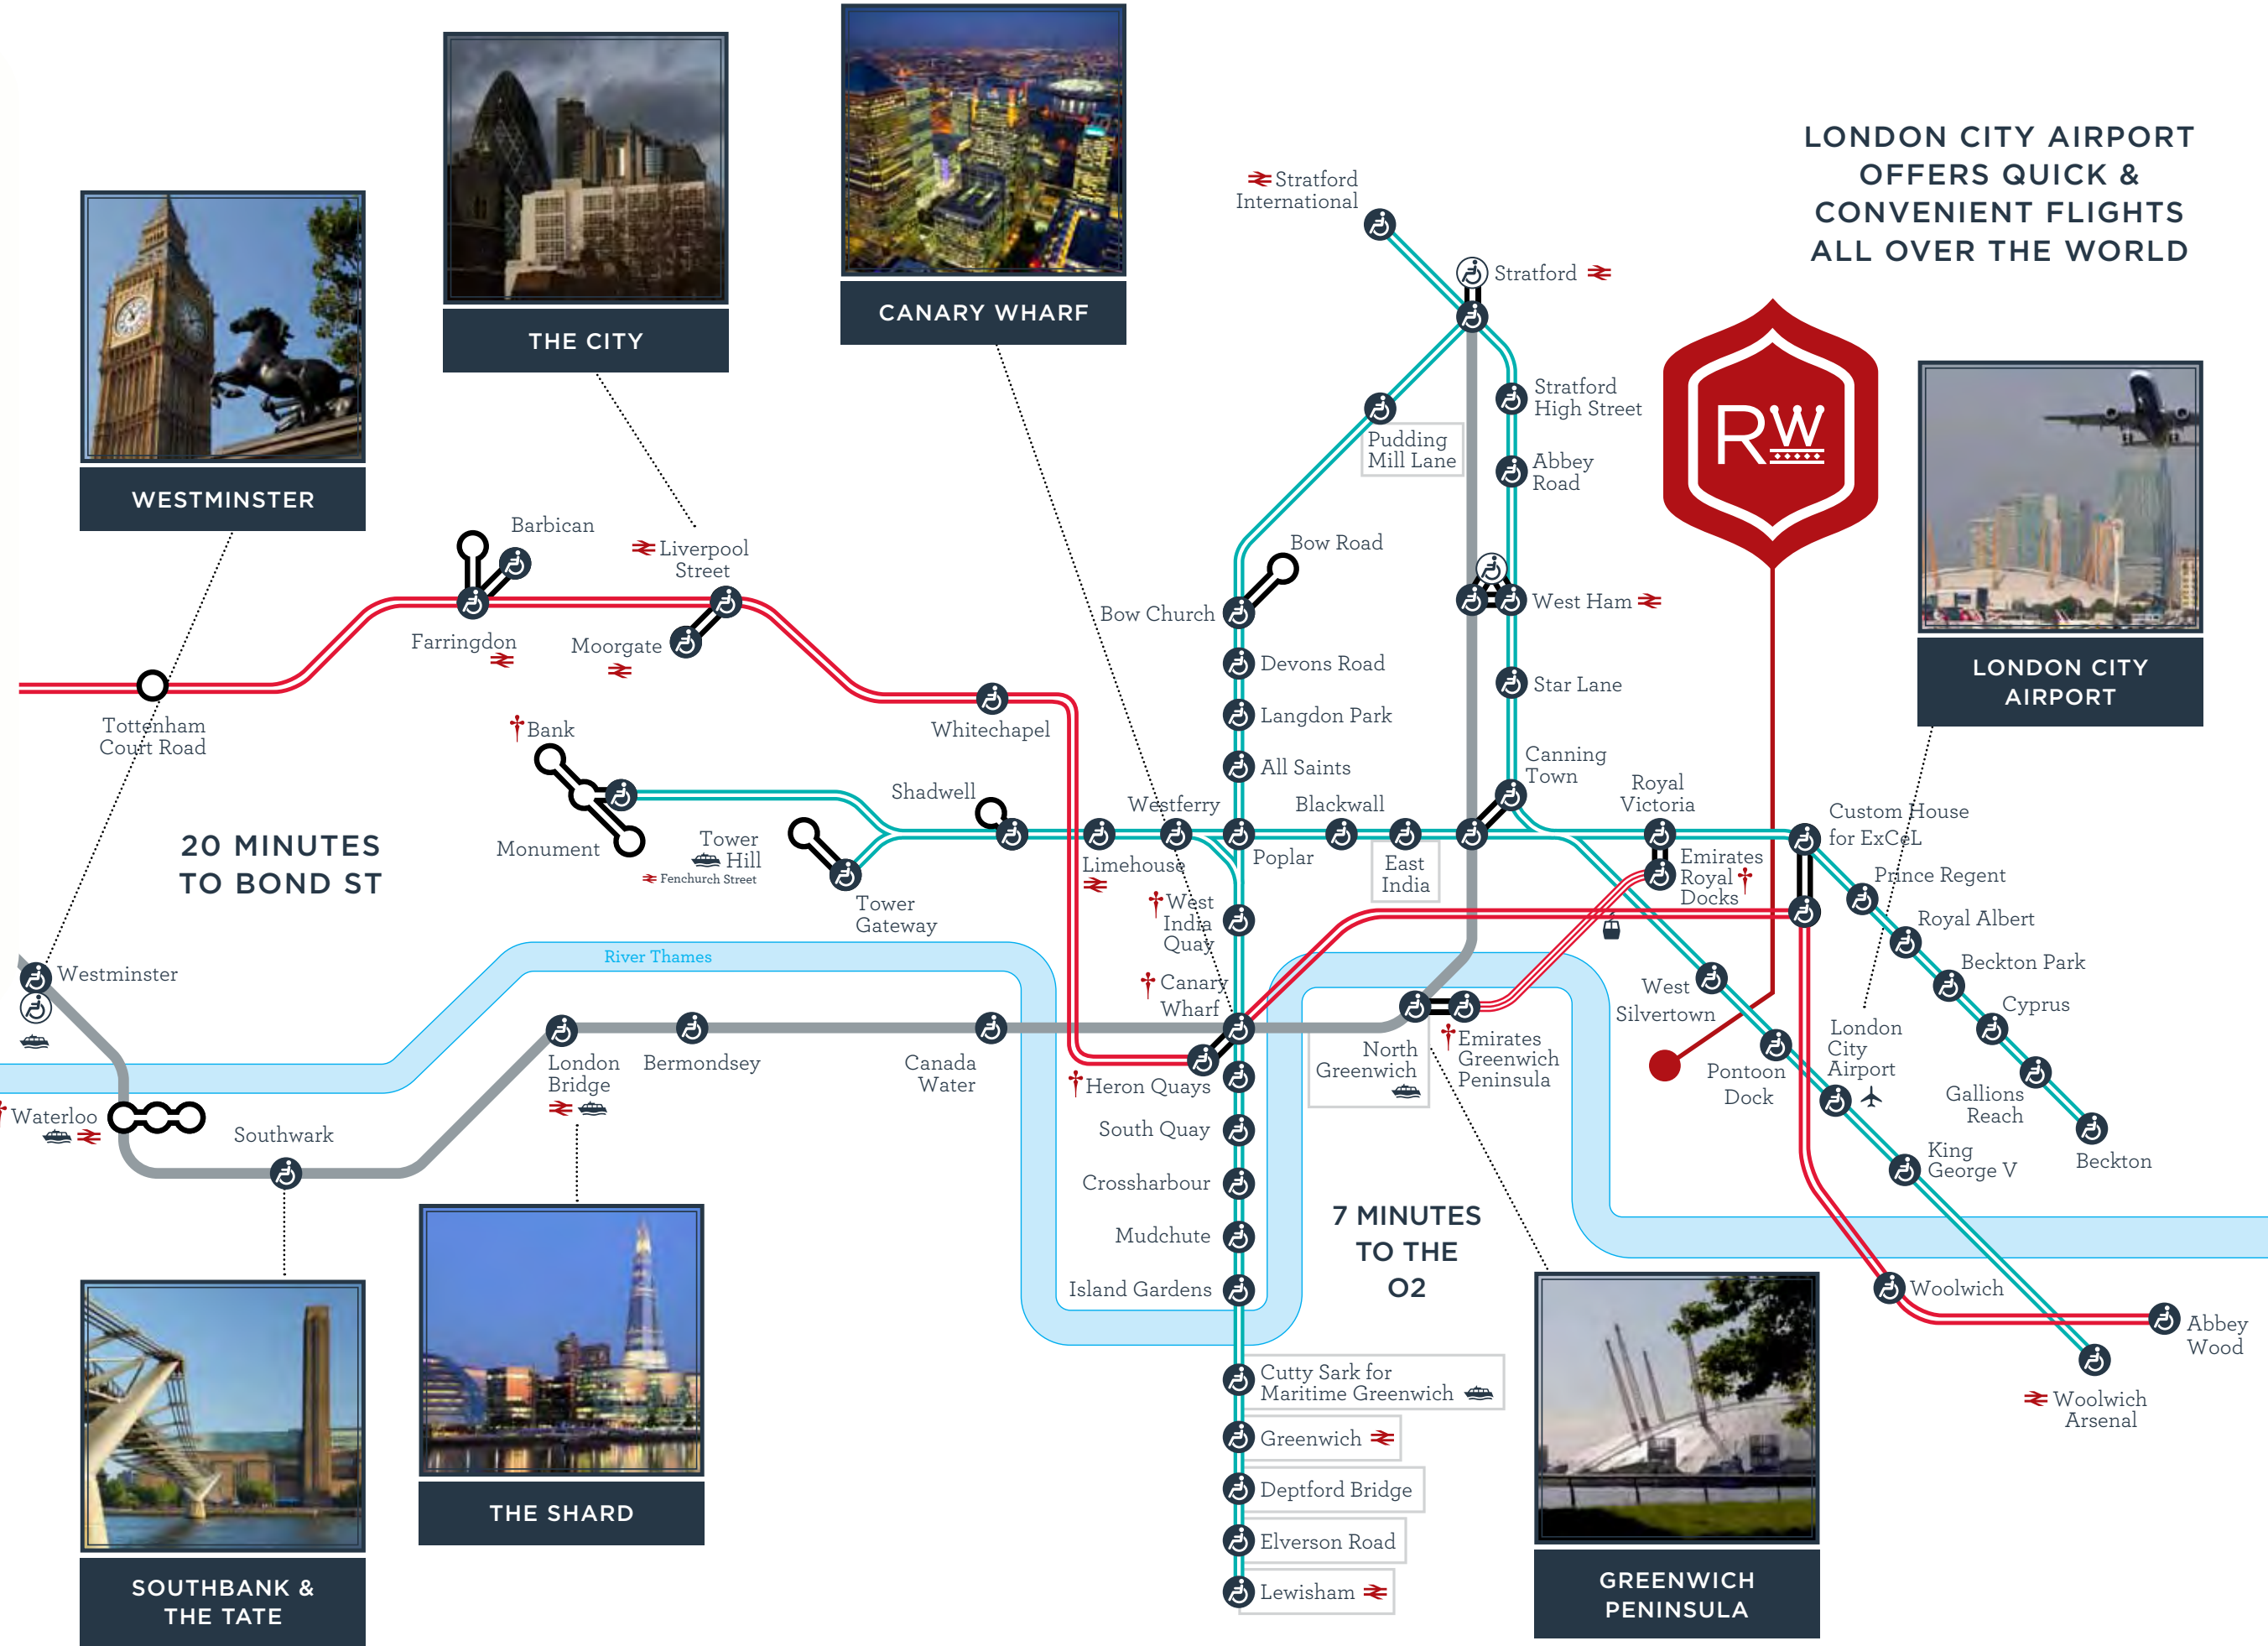 LONDON CITY AIRPORT
OFFERS QUICK &
CONVENIENT FLIGHTS
ALL OVER THE WORLD
WESTMINSTER
THE CITY
CANARY WHARF
RW
LONDON CITY
AIRPORT
Stratford
International
Stratford
Stratford
High Street
Pudding
Mill Lane
Abbey
Road
Bow Road
Bow Church
West Ham
Devons Road
Star Lane
Langdon Park
All Saints
Canning
Town
Barbican
Liverpool
Street
Farringdon
Moorgate
Tottenham
Court Road
Whitechapel
†Bank
Monument
Tower
Hill
Fenchurch Street
Tower
Gateway
Shadwell
Limehouse
Westferry
Poplar
Blackwall
East
India
Royal
Victoria
Emirates
Royal†
Docks
Custom House
for ExCeL
Prince Regent
Royal Albert
Beckton Park
Cyprus
Gallions
Reach
Beckton
20 MINUTES
TO BOND ST
River Thames
†West
India
Quay
† Canary
Wharf
†Heron Quays
South Quay
Crossharbour
Mudchute
Island Gardens
Cutty Sark for
Maritime Greenwich
Greenwich
Deptford Bridge
Elverson Road
Lewisham
Westminster
†Waterloo
Southwark
London
Bridge
Bermondsey
Canada
Water
North
Greenwich
†Emirates
Greenwich
Peninsula
West
Silvertown
Pontoon
Dock
London
City
Airport
King
George V
Woolwich
Abbey
Wood
Woolwich
Arsenal
7 MINUTES
TO THE
O2
SOUTHBANK &
THE TATE
THE SHARD
GREENWICH
PENINSULA